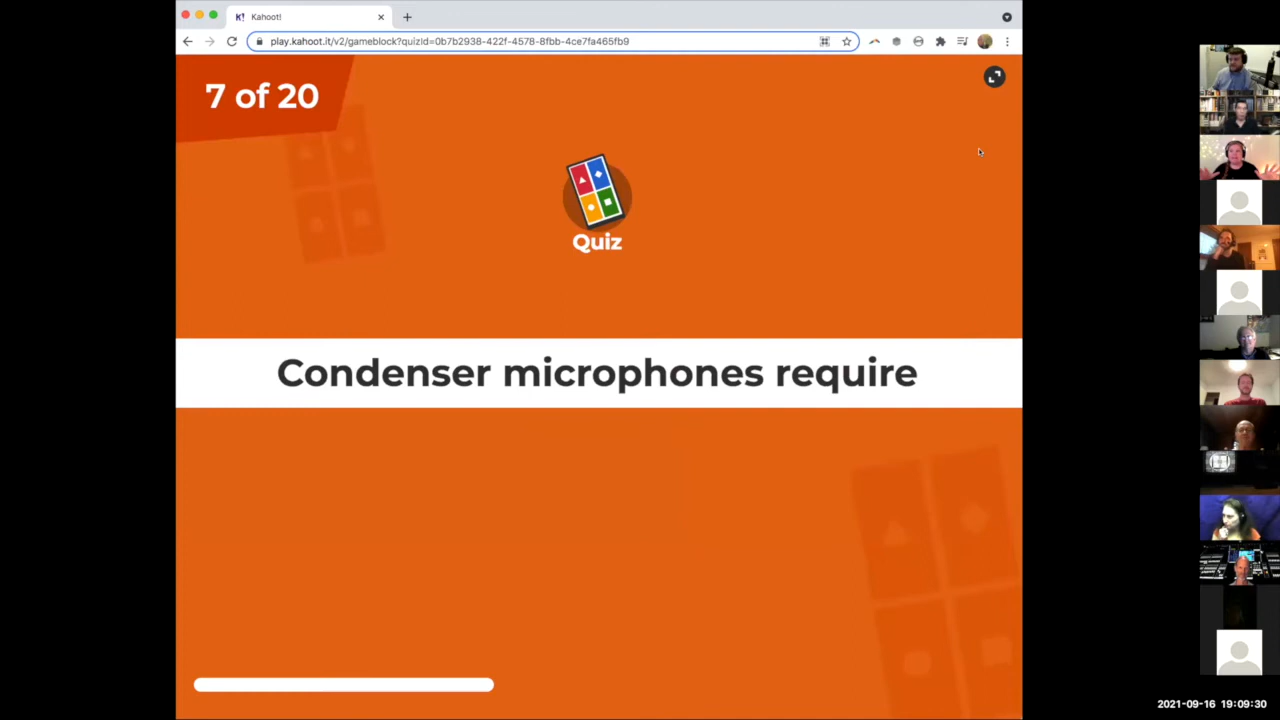 Kahoot!
play.kahoot.it/v2/gameblock?quizId=0b7b2938-422f-4578-8fbb-4ce7fa465fb9
7 of 20
Quiz
Condenser microphones require
2021-09-16 19:09:30